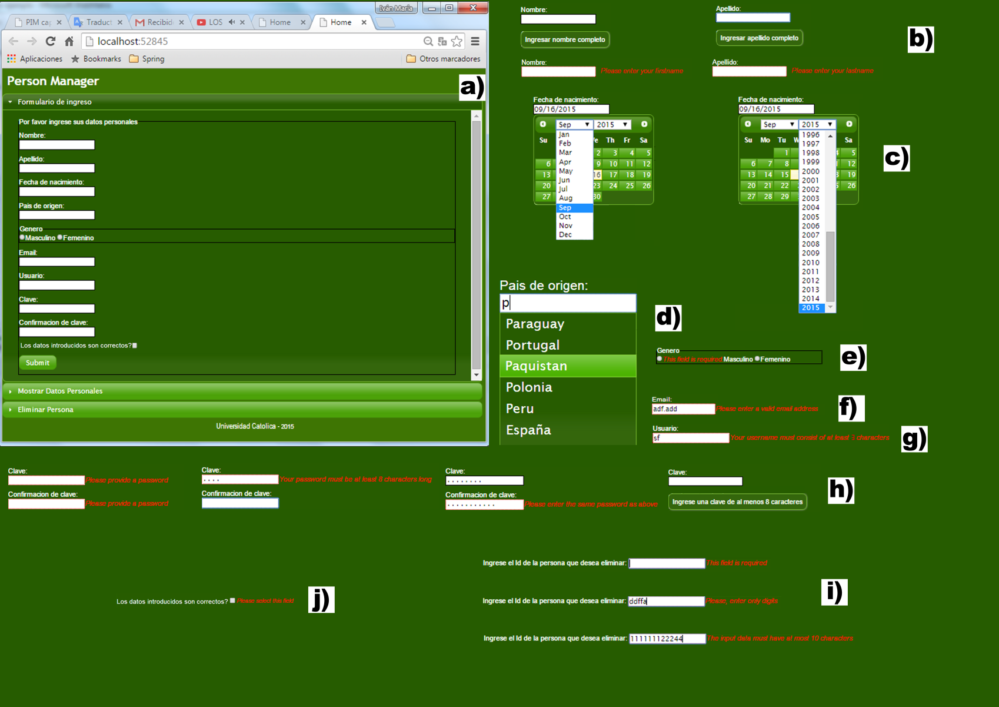 Iván María
PIM cap
Traduct
Recibid
LOS
Home
Home
localhost:52845
Aplicaciones
Bookmarks
Spring
Otros marcadores
Person Manager
a)
Formulario de ingreso
Por favor ingrese sus datos personales
Nombre:
Apellido:
Fecha de nacimiento:
Pais de origen:
Genero
Masculino Femenino
Email:
Usuario:
Clave:
Confirmacion de clave:
Los datos introducidos son correctos?
Submit
Mostrar Datos Personales
Eliminar Persona
Universidad Catolica - 2015
Nombre:
Ingresar nombre completo
Apellido:
Ingresar apellido completo
b)
Nombre:
Please enter your firstname
Apellido:
Please enter your lastname
Fecha de nacimiento:
09/16/2015
Sep 2015
Su Th Fr Sa
Jan
Feb
Mar
Apr
May
Jun
Jul
Aug
Sep
Oct
Nov
Dec
2 3 4 5
6 9 10 11 12
13 16 17 18 19
20 23 24 25 26
27 30
Fecha de nacimiento:
09/16/2015
Sep 2015
Su Mo Tu W Sa
1 5
6 7 8 12
13 14 15 19
20 21 22 26
27 28 29
1996
1997
1998
1999
2000
2001
2002
2003
2004
2005
2006
2007
2008
2009
2010
2011
2012
2013
2014
2015
c)
Pais de origen:
p
Paraguay
Portugal
Paquistan
Polonia
Peru
España
d)
Genero
This field is required Masculino Femenino
e)
Email:
adf.add Please enter a valid email address
f)
Usuario:
sf Your username must consist of at least 3 characters
g)
Clave:
Please provide a password
Confirmacion de clave:
Please provide a password
Clave:
Your password must be at least 8 characters long
Confirmacion de clave:
Clave:
Confirmacion de clave:
Please enter the same password as above
Clave:
Ingrese una clave de al menos 8 caracteres
h)
Ingrese el Id de la persona que desea eliminar: This field is required
Ingrese el Id de la persona que desea eliminar: ddffa Please, enter only digits
Ingrese el Id de la persona que desea eliminar: 111111122244 The input data must have at most 10 characters
i)
Los datos introducidos son correctos? Please select this field
j)